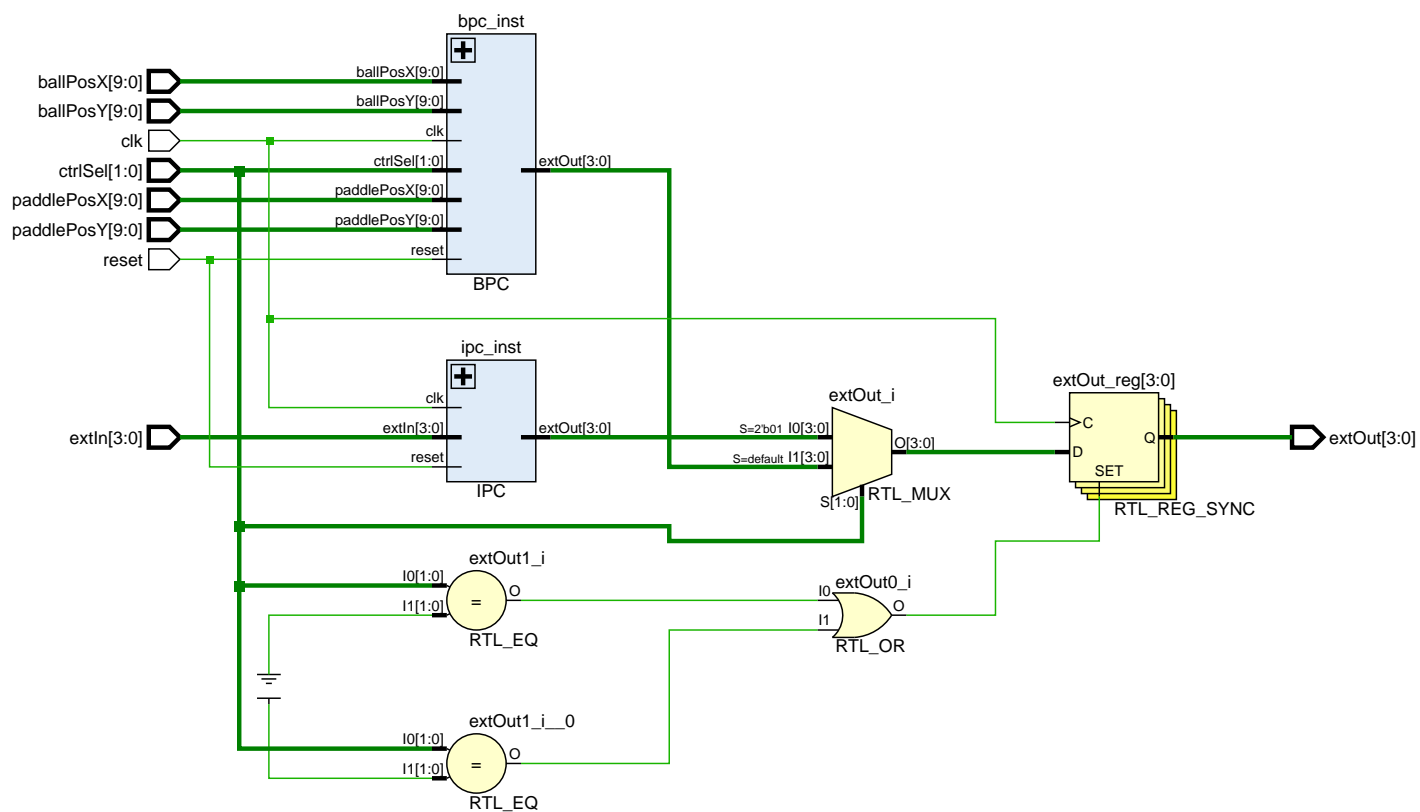 bpc_inst
ballPosX[9:0]
ballPosY[9:0]
clk
ctrlSel[1:0]
paddlePosX[9:0]
paddlePosY[9:0]
reset
ballPosX[9:0]
ballPosY[9:0]
clk
ctrlSel[1:0]
paddlePosX[9:0]
paddlePosY[9:0]
reset
extOut[3:0]
BPC
ipc_inst
extIn[3:0]
clk
extIn[3:0]
reset
extOut[3:0]
IPC
extOut_i
S=2'b01 I0[3:0]
S=default I1[3:0]
S[1:0]
O[3:0]
RTL_MUX
extOut_reg[3:0]
C
D
Q
SET
RTL_REG_SYNC
extOut[3:0]
extOut1_i
I0[1:0]
I1[1:0]
=
O
RTL_EQ
extOut0_i
I0
I1
O
RTL_OR
extOut1_i__0
I0[1:0]
I1[1:0]
=
O
RTL_EQ